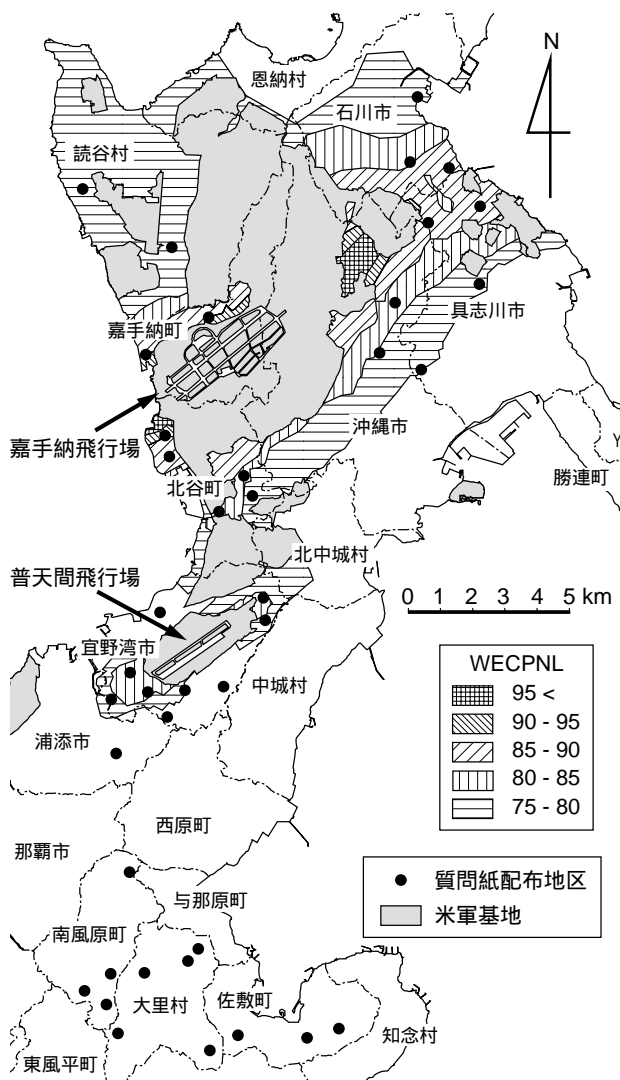 N
恩納村
石川市
読谷村
嘉手納町
具志川市
嘉手納飛行場
沖縄市
勝連町
北谷町
北中城村
普天間飛行場
0 1 2 3 4 5 km
宜野湾市
中城村
浦添市
WECPNL
95 <
90 - 95
85 - 90
80 - 85
75 - 80
西原町
那覇市
質問紙配布地区
米軍基地
与那原町
南風原町
大里村
佐敷町
知念村
東風平町